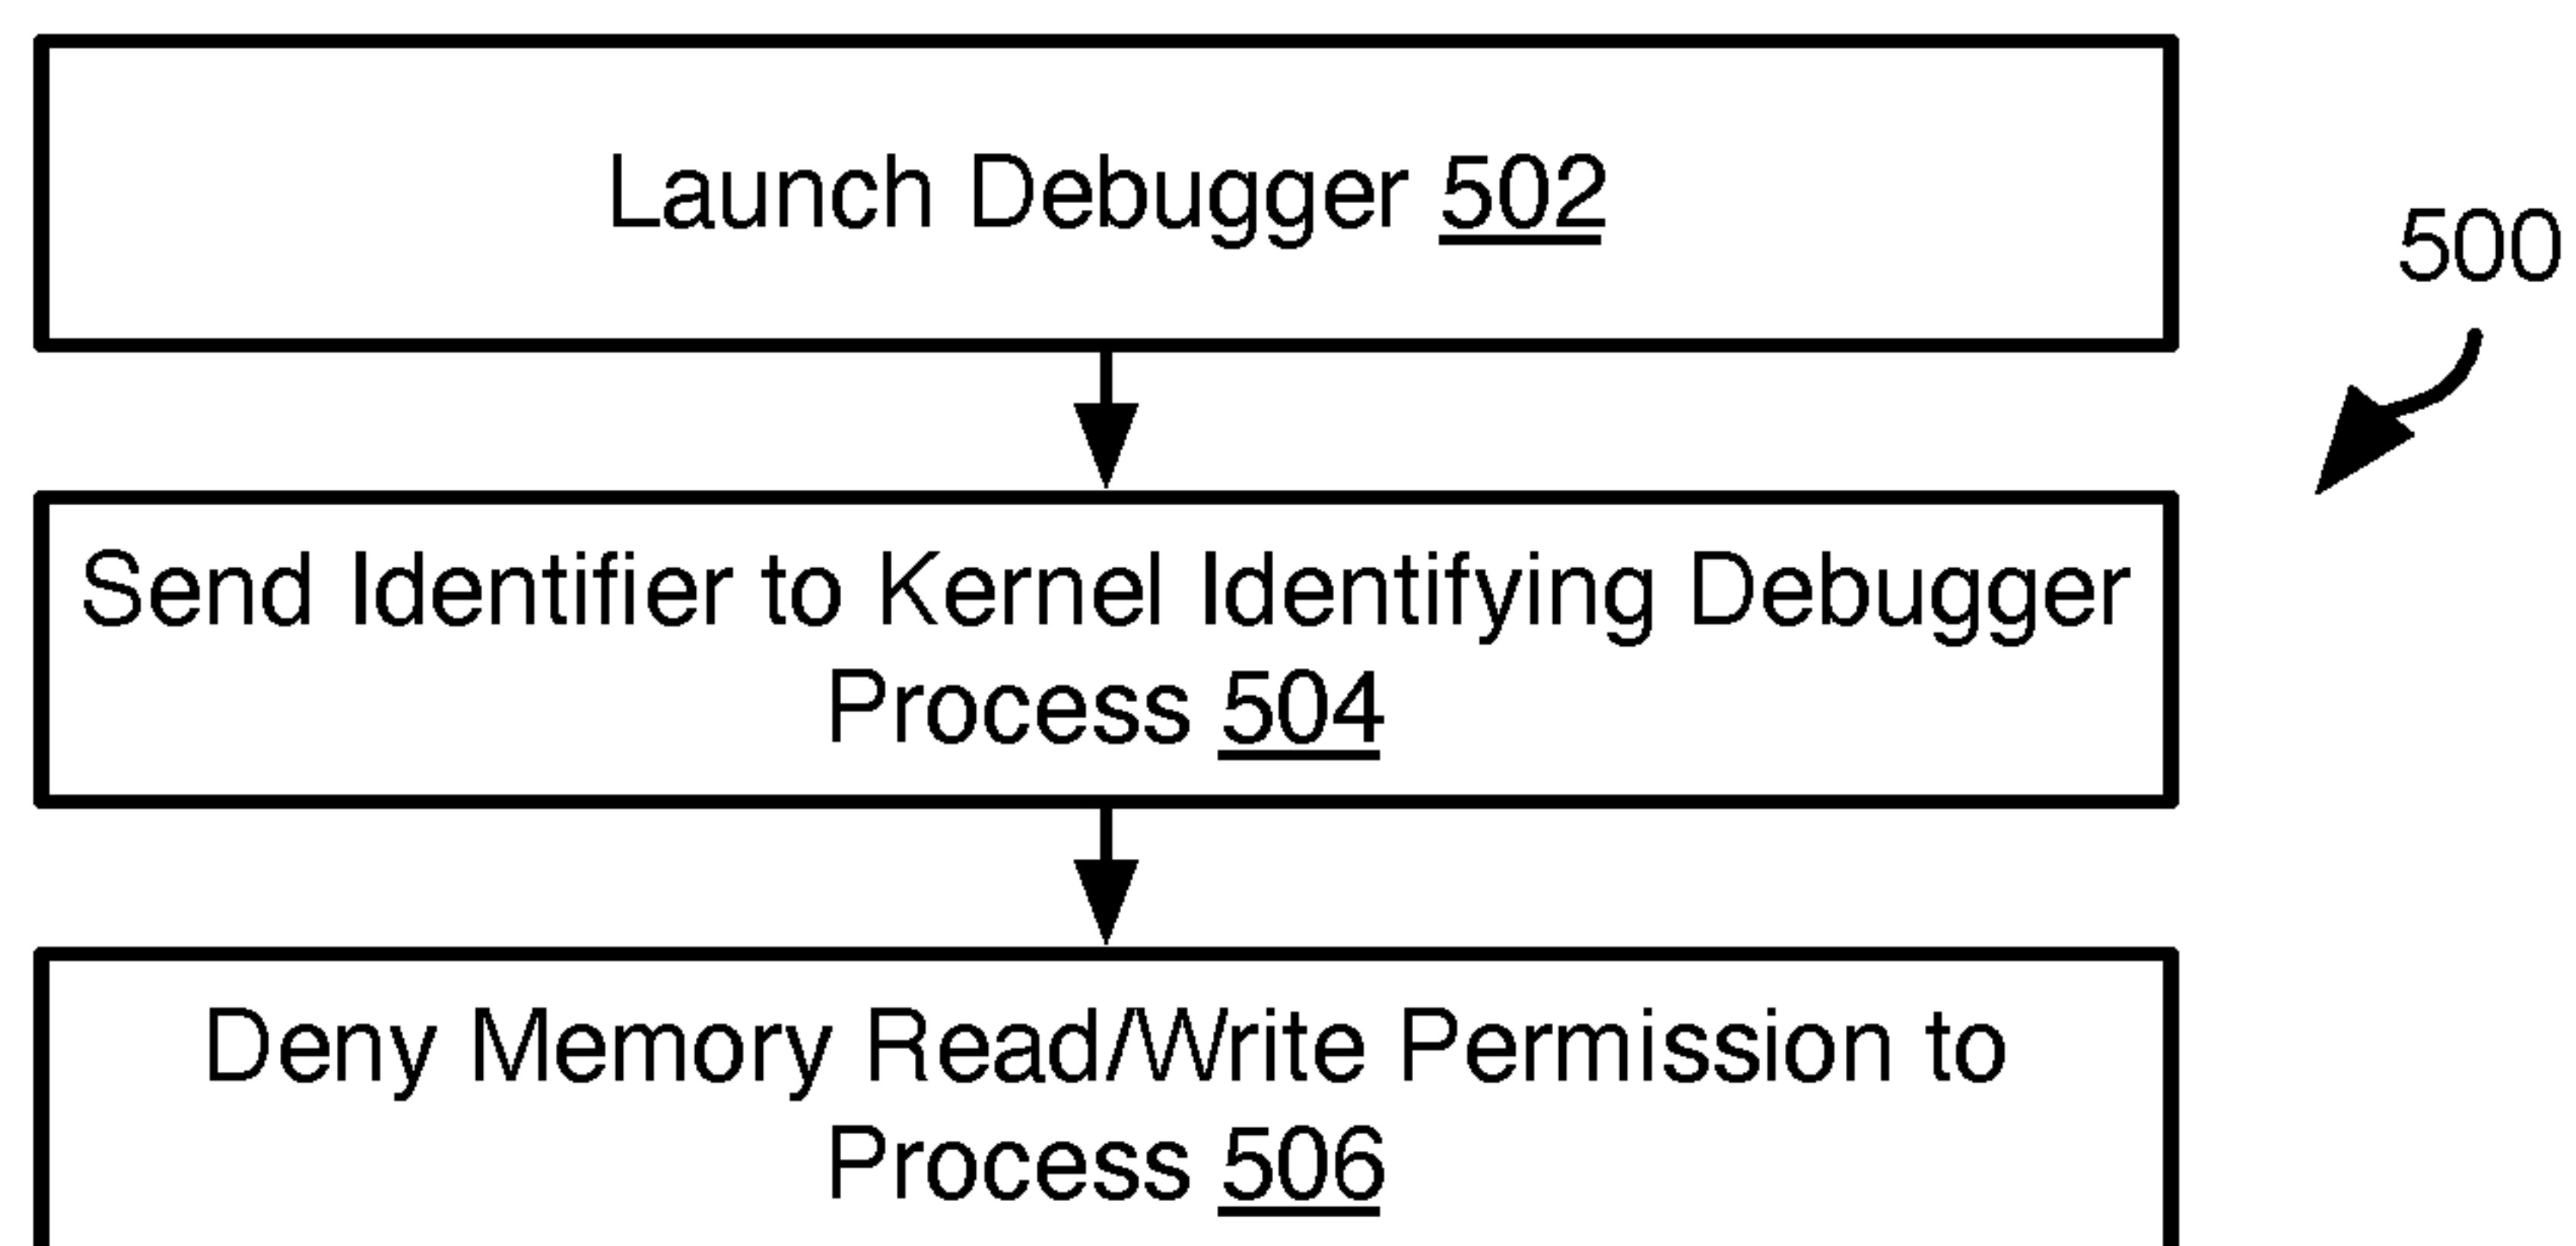 Launch Debugger 502
500
Send Identifier to Kernel Identifying Debugger
Process 504
Deny Memory Read/Write Permission to
Process 506